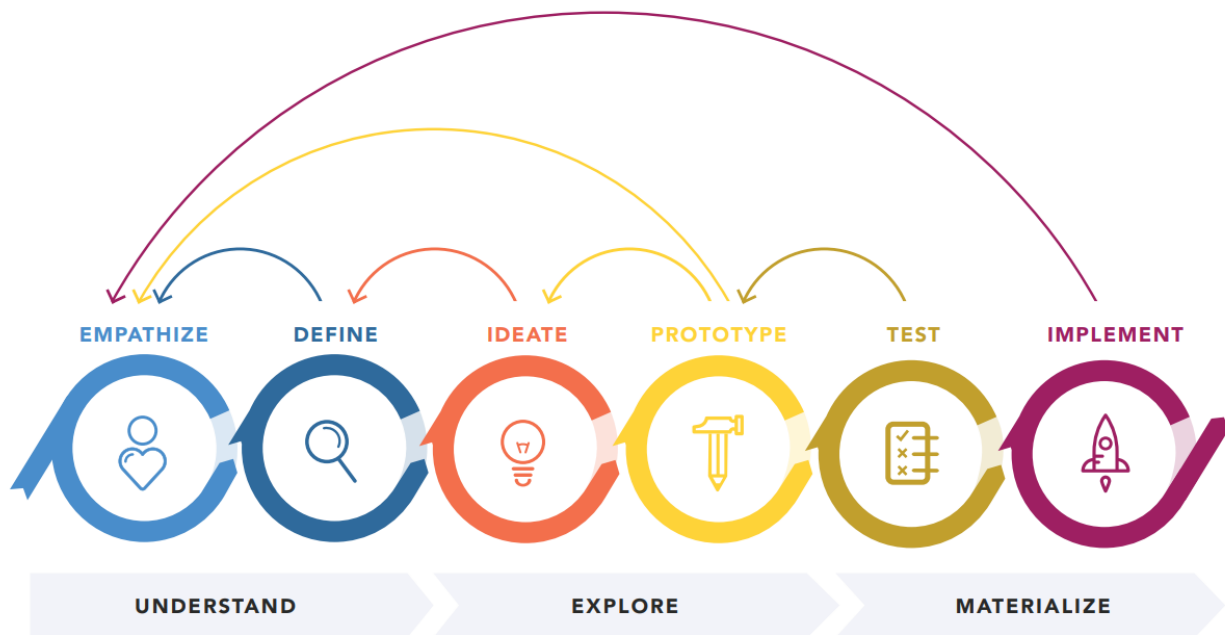 EMPATHIZE
DEFINE
IDEATE
PROTOTYPE
TEST
IMPLEMENT
UNDERSTAND
EXPLORE
MATERIALIZE